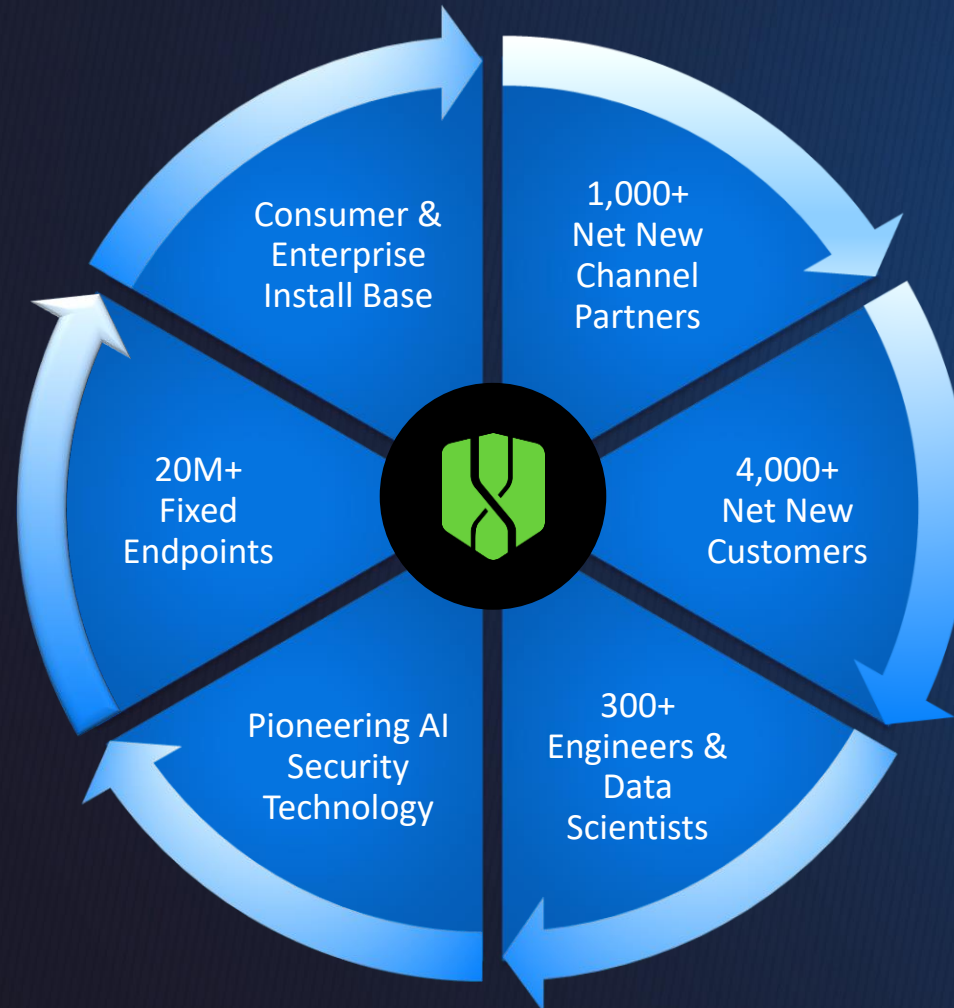 Consumer &
Enterprise
Install Base
1,000+
Net New
Channel
Partners
4,000+
Net New
Customers
300+
Engineers &
Data
Scientists
Pioneering AI
Security
Technology
20M+
Fixed
Endpoints